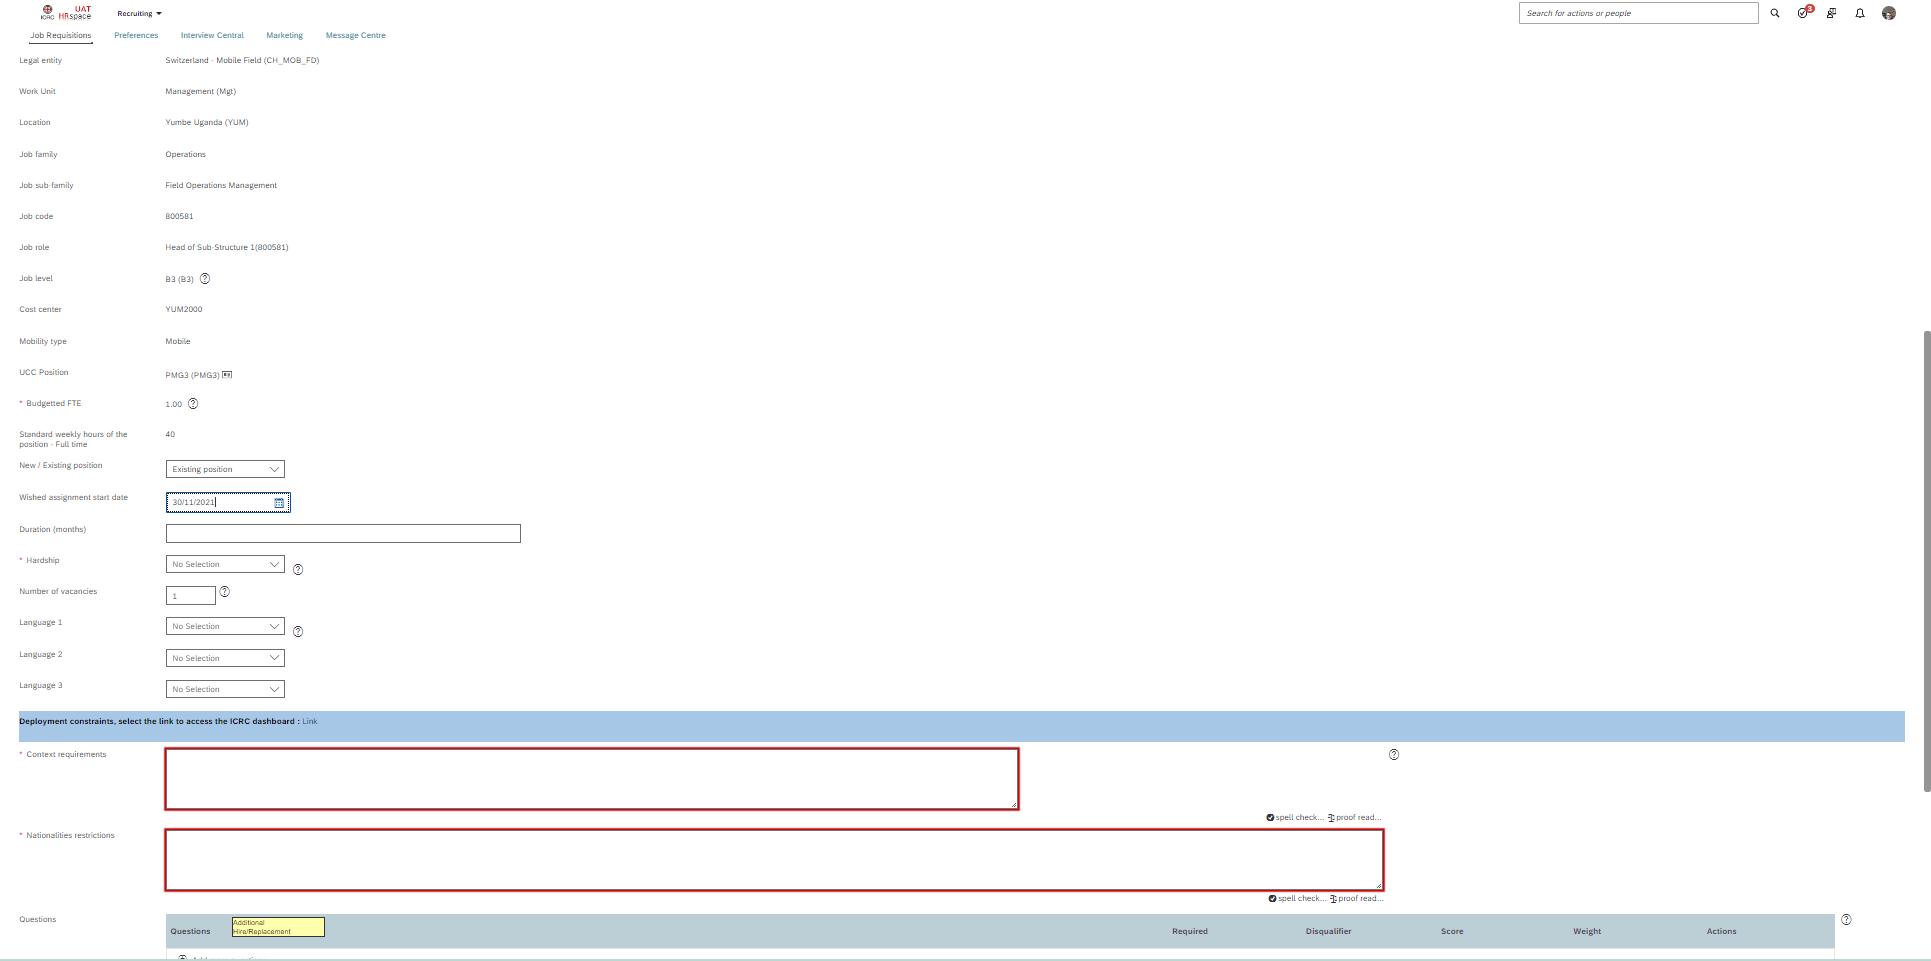 ICRC UAT HRspace
Recruiting
Search for actions or people
3
Job Requisitions Preferences Interview Central Marketing Message Centre
Legal entity Switzerland - Mobile Field (CH_MOB_FD)
Work Unit Management (Mgt)
Location Yumbe Uganda (YUM)
Job family Operations
Job sub-family Field Operations Management
Job code 800581
Job role Head of Sub-Structure 1(800581)
Job level B3 (B3) ?
Cost center YUM2000
Mobility type Mobile
UCC Position PMG3 (PMG3)
* Budgetted FTE 1.00 ?
Standard weekly hours of the 40
position - Full time
New / Existing position Existing position
Wished assignment start date 30/11/2021
Duration (months)
* Hardship No Selection ?
Number of vacancies 1 ?
Language 1 No Selection ?
Language 2 No Selection
Language 3 No Selection
Deployment constraints, select the link to access the ICRC dashboard : Link
* Context requirements ?
spell check... proof read...
* Nationalities restrictions
spell check... proof read...
Questions ?
Additional
Hire/Replacement
Questions Required Disqualifier Score Weight Actions